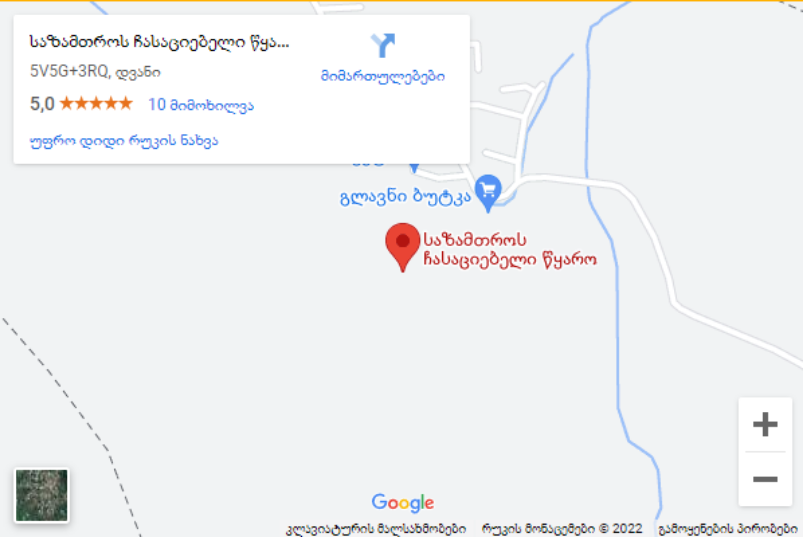 საზამთროს ჩასაციებელი წყა...
5V5G+3RQ, დვანი
5,0
10 მიმოხილვა
მიმართულებები
უფრო დიდი რუკის ნახვა
გლავნი ბუტკა
საზამთროს
ჩასაციებელი წყარო
Google
კლავიატურის მალსახმობები
რუკის მონაცემები © 2022
გამოყენების პირობები